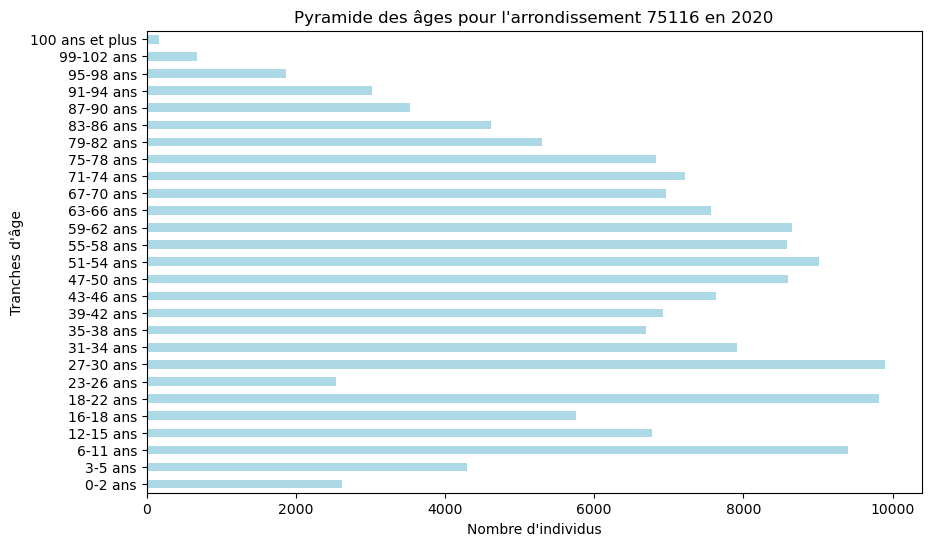 Pyramide des âges pour l'arrondissement 75116 en 2020
100 ans et plus
99-102 ans
95-98 ans
91-94 ans
87-90 ans
83-86 ans
79-82 ans
75-78 ans
71-74 ans
67-70 ans
63-66 ans
59-62 ans
55-58 ans
51-54 ans
47-50 ans
43-46 ans
39-42 ans
35-38 ans
31-34 ans
27-30 ans
23-26 ans
18-22 ans
16-18 ans
12-15 ans
6-11 ans
3-5 ans
0-2 ans
Tranches d'âge
0 2000 4000 6000 8000 10000
Nombre d'individus